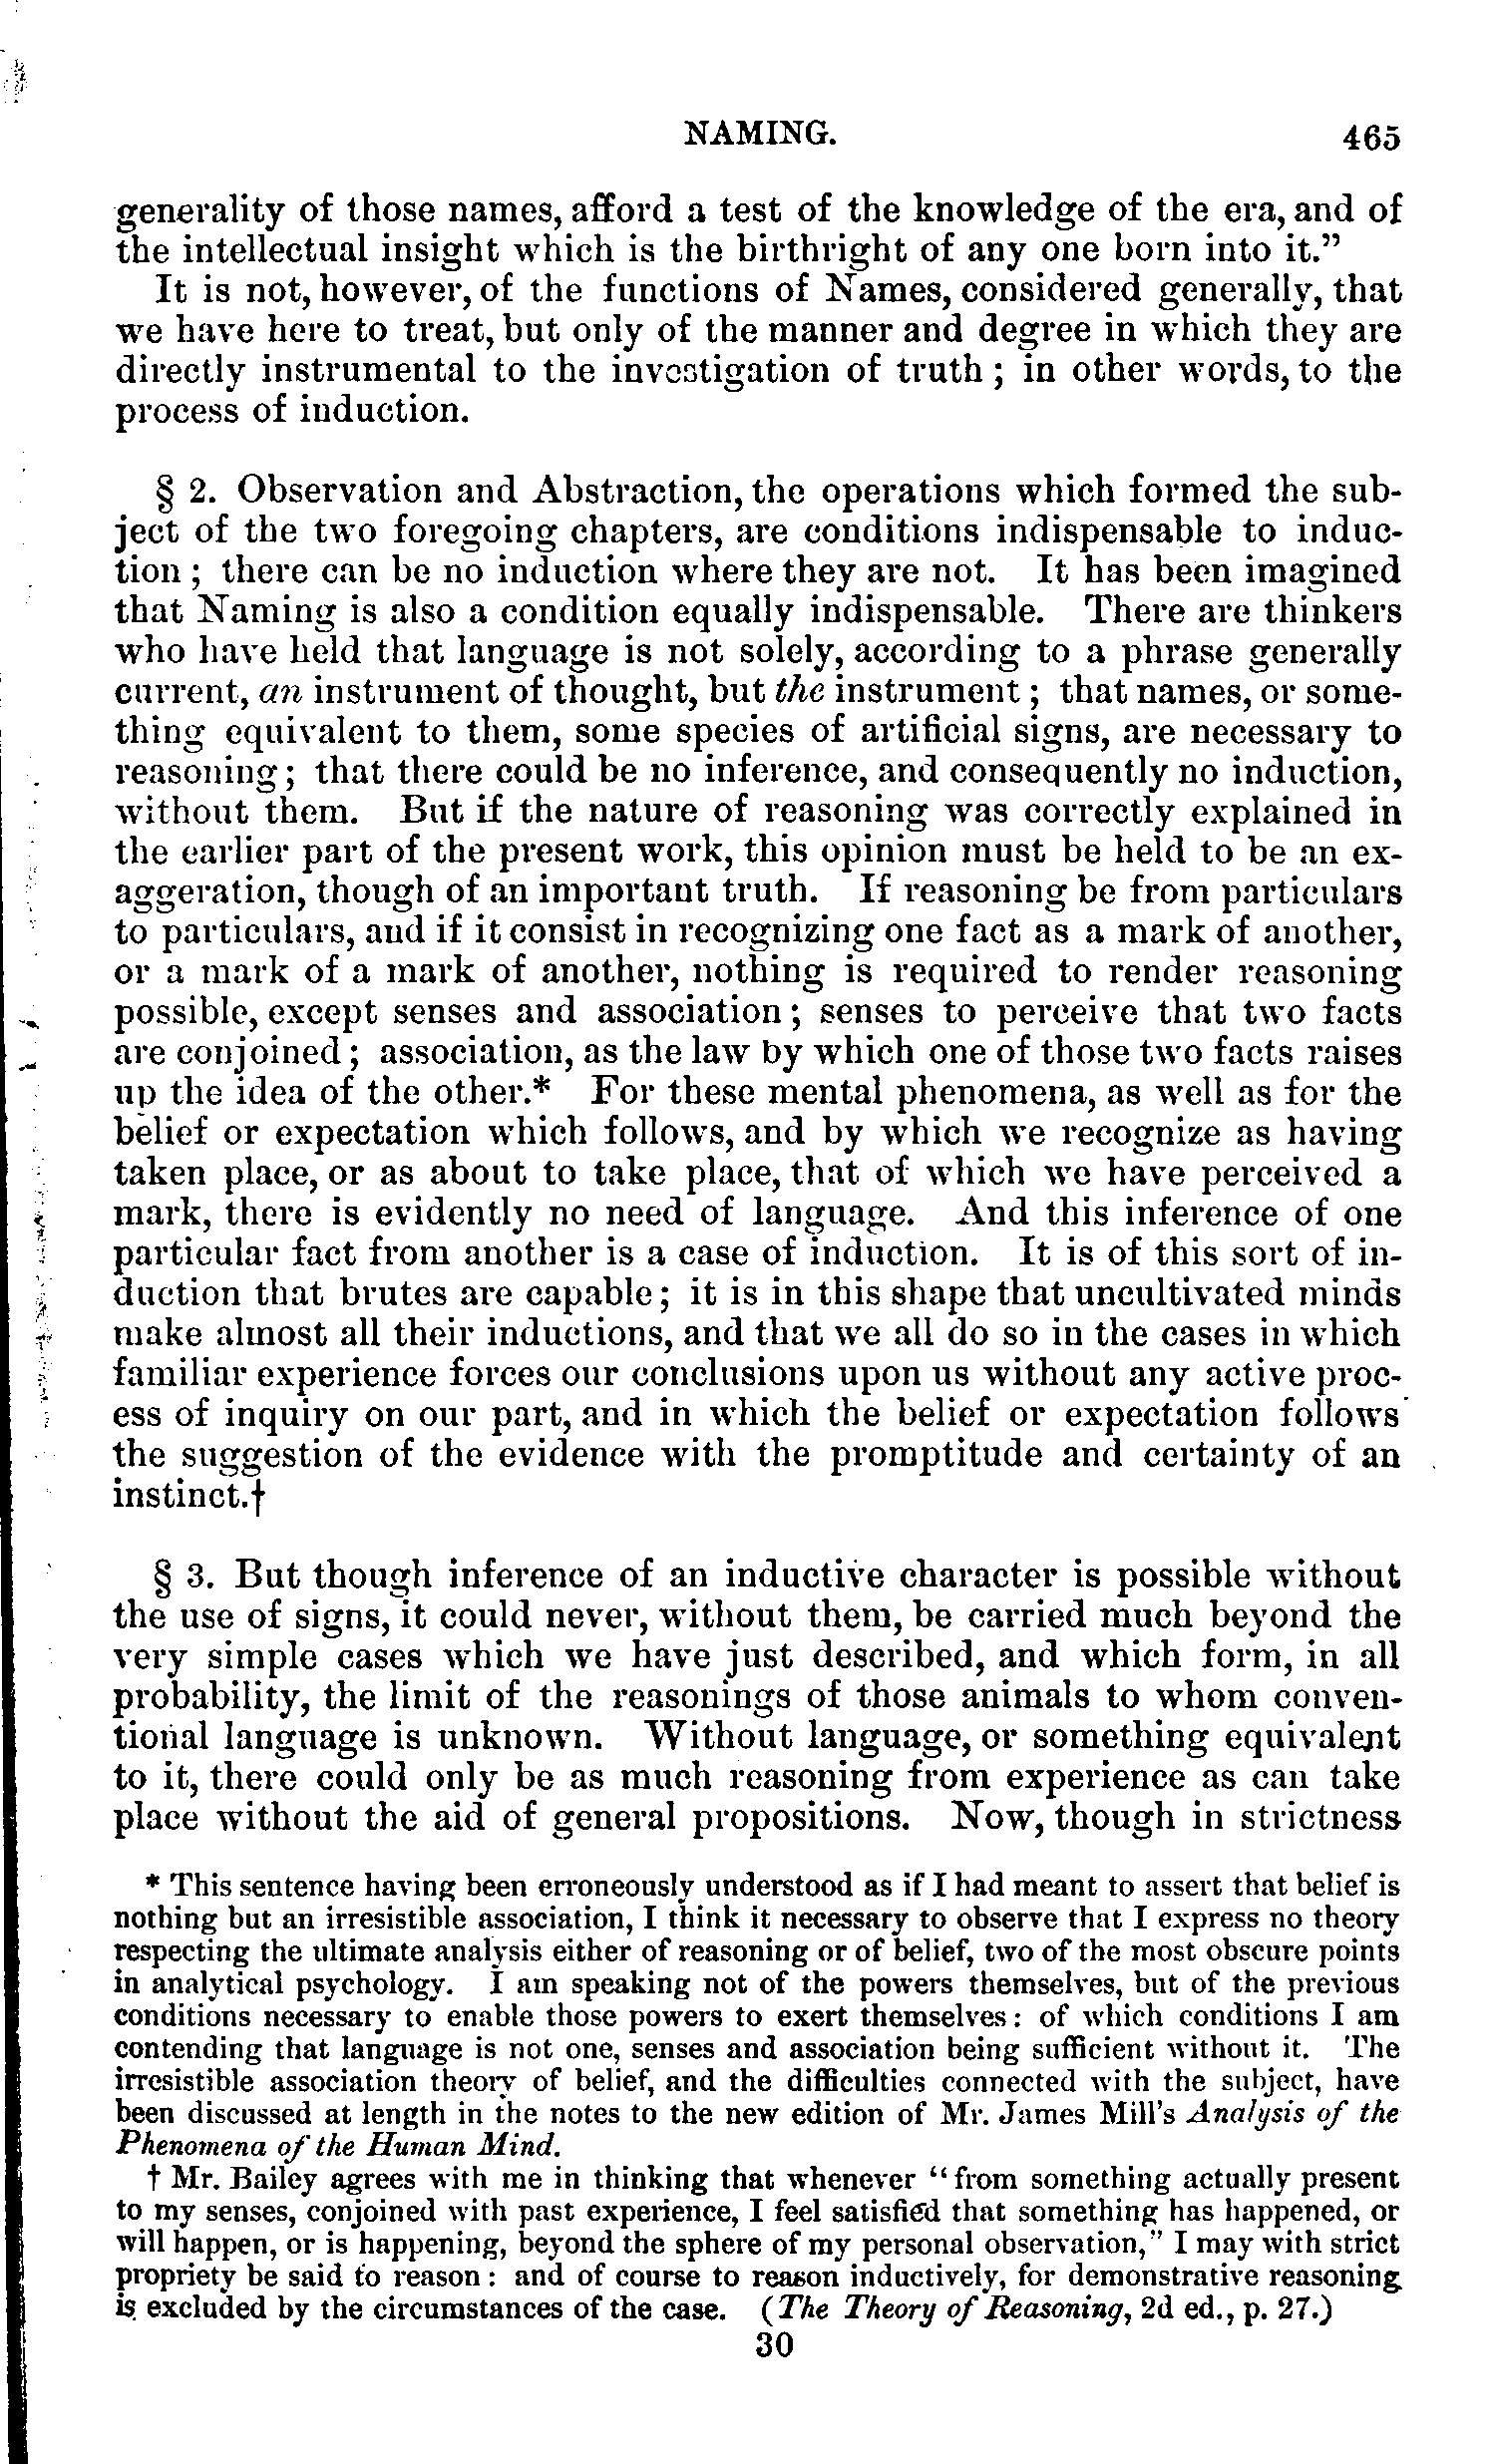 NAMING. 465
generality of those names, afford a test of the knowledge of the era, and of
the intellectual insight which is the birthright of any one born into it.”
It is not, however, of the functions of Names, considered generally, that
we have here to treat, but only of the manner and degree in which they are
directly instrumental to the investigation of truth; in other words, to the
process of induction.
§ 2. Observation and Abstraction, the operations which formed the sub-
ject of the two foregoing chapters, are conditions indispensable to induc-
tion; there can be no induction where they are not. It has been imagined
that Naming is also a condition equally indispensable. There are thinkers
who have held that language is not solely, according to a phrase generally
current, an instrument of thought, but the instrument; that names, or some-
thing equivalent to them, some species of artificial signs, are necessary to
reasoning; that there could be no inference, and consequently no induction,
without them. But if the nature of reasoning was correctly explained in
the earlier part of the present work, this opinion must be held to be an ex-
aggeration, though of an important truth. If reasoning be from particulars
to particulars, and if it consist in recognizing one fact as a mark of another,
or a mark of a mark of another, nothing is required to render reasoning
possible, except senses and association; senses to perceive that two facts
are conjoined; association, as the law by which one of those two facts raises
up the idea of the other.* For these mental phenomena, as well as for the
belief or expectation which follows, and by which we recognize as having
taken place, or as about to take place, that of which we have perceived a
mark, there is evidently no need of language. And this inference of one
particular fact from another is a case of induction. It is of this sort of in-
duction that brutes are capable; it is in this shape that uncultivated minds
make almost all their inductions, and that we all do so in the cases in which
familiar experience forces our conclusions upon us without any active proc-
ess of inquiry on our part, and in which the belief or expectation follows
the suggestion of the evidence with the promptitude and certainty of an
instinct.†
§ 3. But though inference of an inductive character is possible without
the use of signs, it could never, without them, be carried much beyond the
very simple cases which we have just described, and which form, in all
probability, the limit of the reasonings of those animals to whom conven-
tional language is unknown. Without language, or something equivalent
to it, there could only be as much reasoning from experience as can take
place without the aid of general propositions. Now, though in strictness
* This sentence having been erroneously understood as if I had meant to assert that belief is
nothing but an irresistible association, I think it necessary to observe that I express no theory
respecting the ultimate analysis either of reasoning or of belief, two of the most obscure points
in analytical psychology. I am speaking not of the powers themselves, but of the previous
conditions necessary to enable those powers to exert themselves: of which conditions I am
contending that language is not one, senses and association being sufficient without it. The
irresistible association theory of belief, and the difficulties connected with the subject, have
been discussed at length in the notes to the new edition of Mr. James Mill's Analysis of the
Phenomena of the Human Mind.
† Mr. Bailey agrees with me in thinking that whenever “from something actually present
to my senses, conjoined with past experience, I feel satisfied that something has happened, or
will happen, or is happening, beyond the sphere of my personal observation,” I may with strict
propriety be said to reason: and of course to reason inductively, for demonstrative reasoning
is excluded by the circumstances of the case. (The Theory of Reasoning, 2d ed., p. 27.)
30